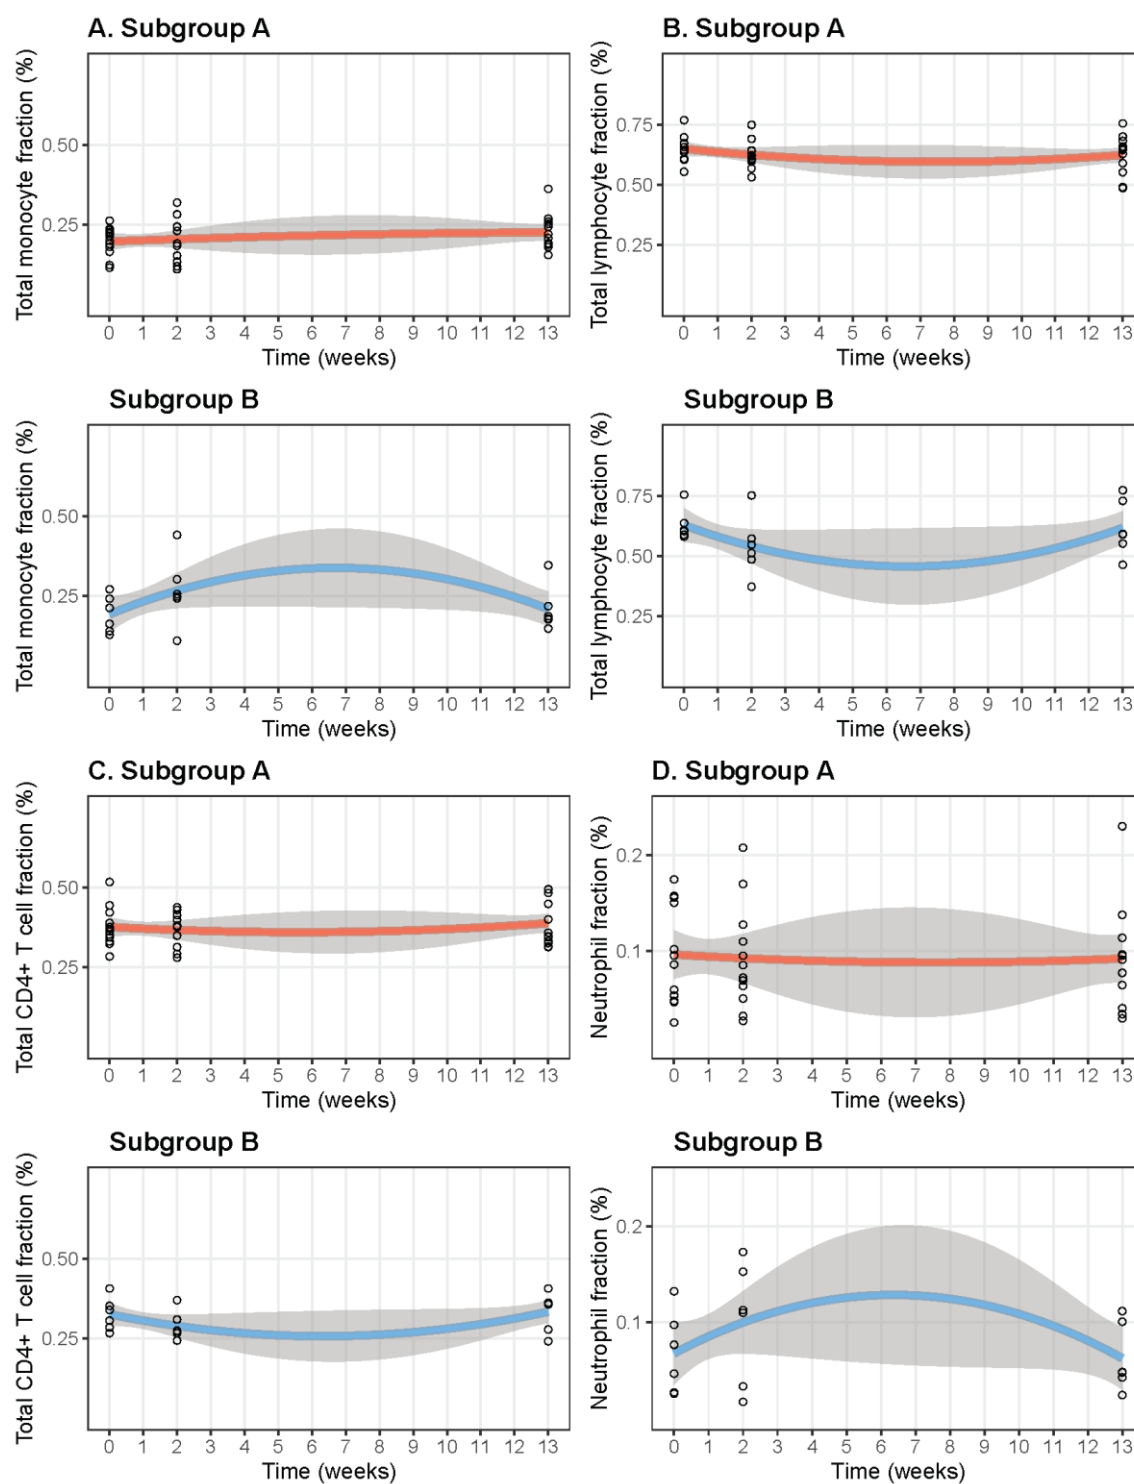 A. Subgroup A
Total monocyte fraction (%)
0.50
0.25
0 1 2 3 4 5 6 7 8 9 10 11 12 13
Time (weeks)
B. Subgroup A
Total lymphocyte fraction (%)
0.75
0.50
0.25
0 1 2 3 4 5 6 7 8 9 10 11 12 13
Time (weeks)
Subgroup B
Total monocyte fraction (%)
0.50
0.25
0 1 2 3 4 5 6 7 8 9 10 11 12 13
Time (weeks)
Subgroup B
Total lymphocyte fraction (%)
0.75
0.50
0.25
0 1 2 3 4 5 6 7 8 9 10 11 12 13
Time (weeks)
C. Subgroup A
Total CD4+ T cell fraction (%)
0.50
0.25
0 1 2 3 4 5 6 7 8 9 10 11 12 13
Time (weeks)
D. Subgroup A
Neutrophil fraction (%)
0.2
0.1
0 1 2 3 4 5 6 7 8 9 10 11 12 13
Time (weeks)
Subgroup B
Total CD4+ T cell fraction (%)
0.50
0.25
0 1 2 3 4 5 6 7 8 9 10 11 12 13
Time (weeks)
Subgroup B
Neutrophil fraction (%)
0.2
0.1
0 1 2 3 4 5 6 7 8 9 10 11 12 13
Time (weeks)